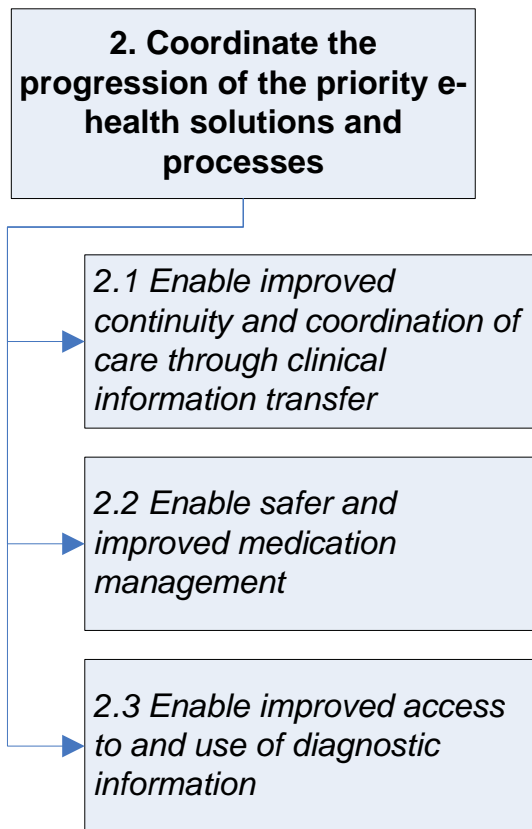 2. Coordinate the
progression of the priority e-
health solutions and
processes
2.1 Enable improved
continuity and coordination of
care through clinical
information transfer
2.2 Enable safer and
improved medication
management
2.3 Enable improved access
to and use of diagnostic
information